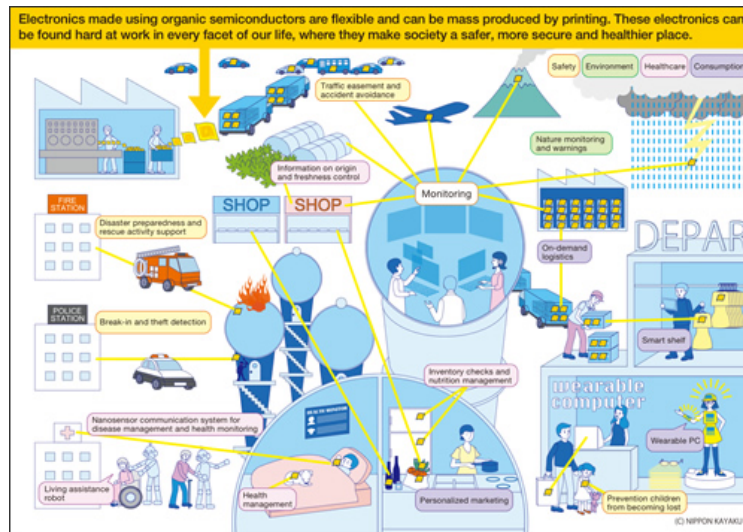 Electronics made using organic semiconductors are flexible and can be mass produced by printing. These electronics can
be found hard at work in every facet of our life, where they make society a safer, more secure and healthier place.
Safety
Environment
Healthcare
Consumption
Traffic easement and
accident avoidance
Nature monitoring
and warnings
Information on origin
and freshness control
Monitoring
FIRE
STATION
Disaster preparedness and
rescue activity support
SHOP
SHOP
On-demand
logistics
DEPAR
POLICE
STATION
Break-in and theft detection
Smart shelf
Inventory checks and
nutrition management
wearable
computer
Nanosensor communication system for
disease management and health monitoring
HEALTH MONITOR
Wearable PC
Living assistance
robot
Health
management
Personalized marketing
Prevention children
from becoming lost
(C) NIPPON KAYAKU